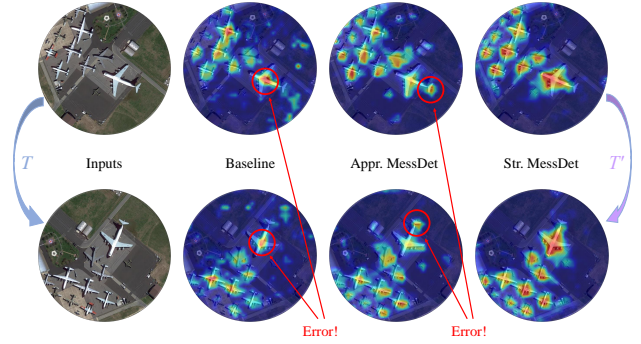 T
Inputs
Baseline
Appr. MessDet
Str. MessDet
T'
Error!
Error!